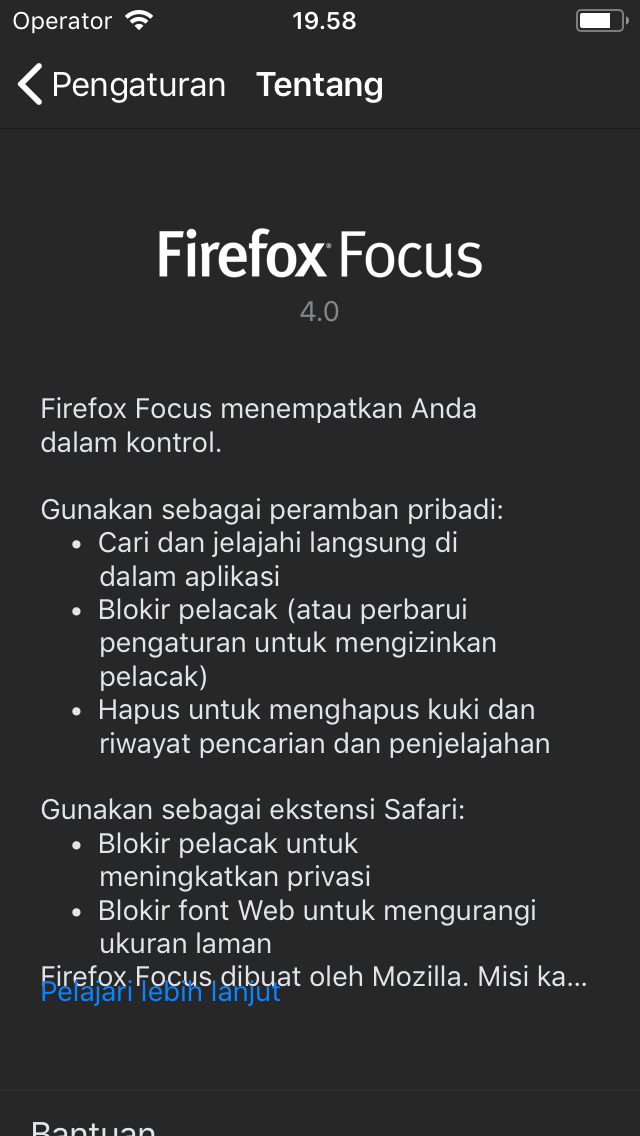 Operator 19.58
Pengaturan Tentang
Firefox Focus
4.0
Firefox Focus menempatkan Anda
dalam kontrol.
Gunakan sebagai peramban pribadi:
• Cari dan jelajahi langsung di
dalam aplikasi
• Blokir pelacak (atau perbarui
pengaturan untuk mengizinkan
pelacak)
• Hapus untuk menghapus kuki dan
riwayat pencarian dan penjelajahan
Gunakan sebagai ekstensi Safari:
• Blokir pelacak untuk
meningkatkan privasi
• Blokir font Web untuk mengurangi
ukuran laman
Firefox Focus dibuat oleh Mozilla. Misi ka...
Pelajari lebih lanjut
Bantuan